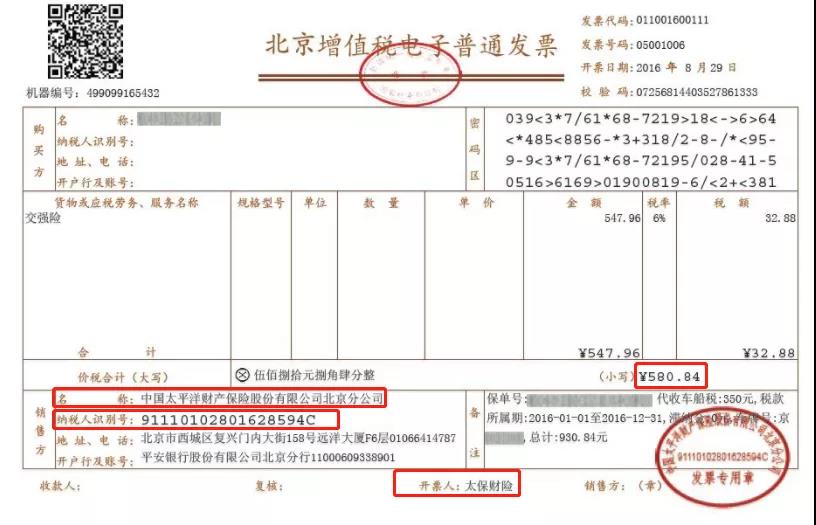 北京增值税电子普通发票
发票代码:011001600111
发票号码:05001006
开票日期:2016 年 8 月 29 日
校 验 码:07256814403527861333
机器编号: 499099165432
购买方
名 称:
纳税人识别号:
地 址、电 话:
开户行及账号:
密码区
039<3*7/61*68-7219>18<->6>64
<*485<8856-*3+318/2-8-/*<95-
9-9<3*7/61*68-72195/028-41-5
0516>6169>01900819-6/<2+<381
货物或应税劳务、服务名称 规格型号 单位 数 量 单 价 金 额 税率 税 额
交强险 547.96 6% 32.88
合 计 ¥547.96 ¥32.88
价税合计（大写） ⊗ 伍佰捌拾元捌角肆分整 (小写) ¥580.84
销售方
名 称: 中国太平洋财产保险股份有限公司北京分公司
纳税人识别号: 91110102801628594C
地 址、电 话: 北京市西城区复兴门内大街158号远洋大厦F6层01066414787
开户行及账号: 平安银行股份有限公司北京分行11000609338901
备注
保单号: 代收车船税:350元, 税款
所属期:2016-01-01至2016-12-31, 滞纳金:0元, 车牌号:京
, 总计:930.84元
收款人: 复核: 开票人: 太保财险 销售方: （章）
中国太平洋财产保险股份有限公司北京分公司
91110102801628594C
发票专用章